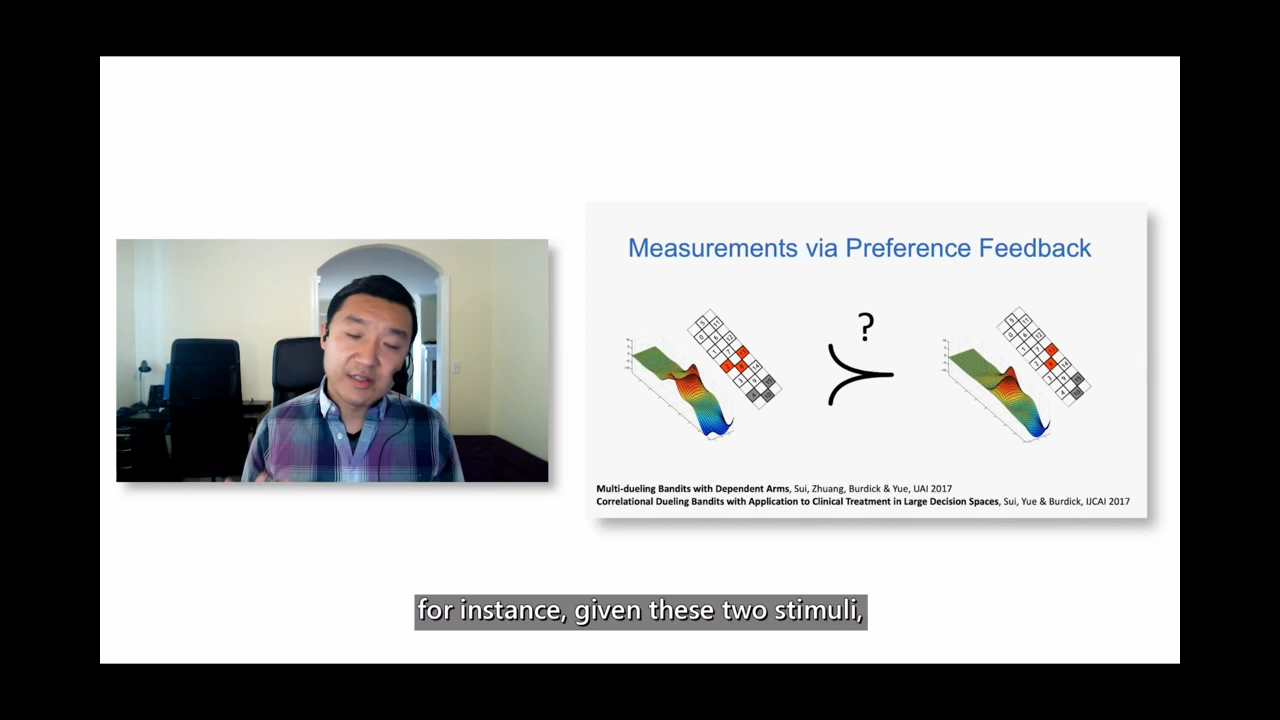 Measurements via Preference Feedback
?
Multi-dueling Bandits with Dependent Arms, Sui, Zhuang, Burdick & Yue, UAI 2017
Correlational Dueling Bandits with Application to Clinical Treatment in Large Decision Spaces, Sui, Yue & Burdick, IJCAI 2017
for instance, given these two stimuli,